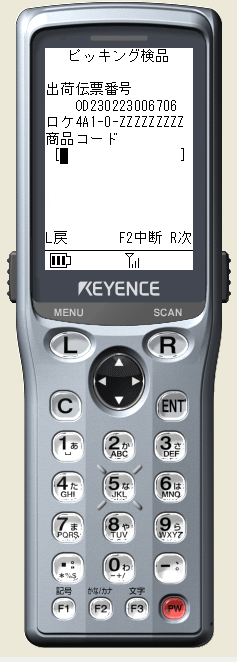 ピッキング検品
出荷伝票番号
OD230223006706
ロケ4A1-0-ZZZZZZZZZ
商品コード
[ ]
L戻 F2中断 R次
KEYENCE
MENU SCAN
L R
C ENT
1あ 2か ABC 3さ DEF
4た GHI 5な JKL 6は MNO
7ま PQRS 8や TUV 9ら WXYZ
. *%$ 0わ -+/ - :
記号 かな/カナ 文字
F1 F2 F3 PW